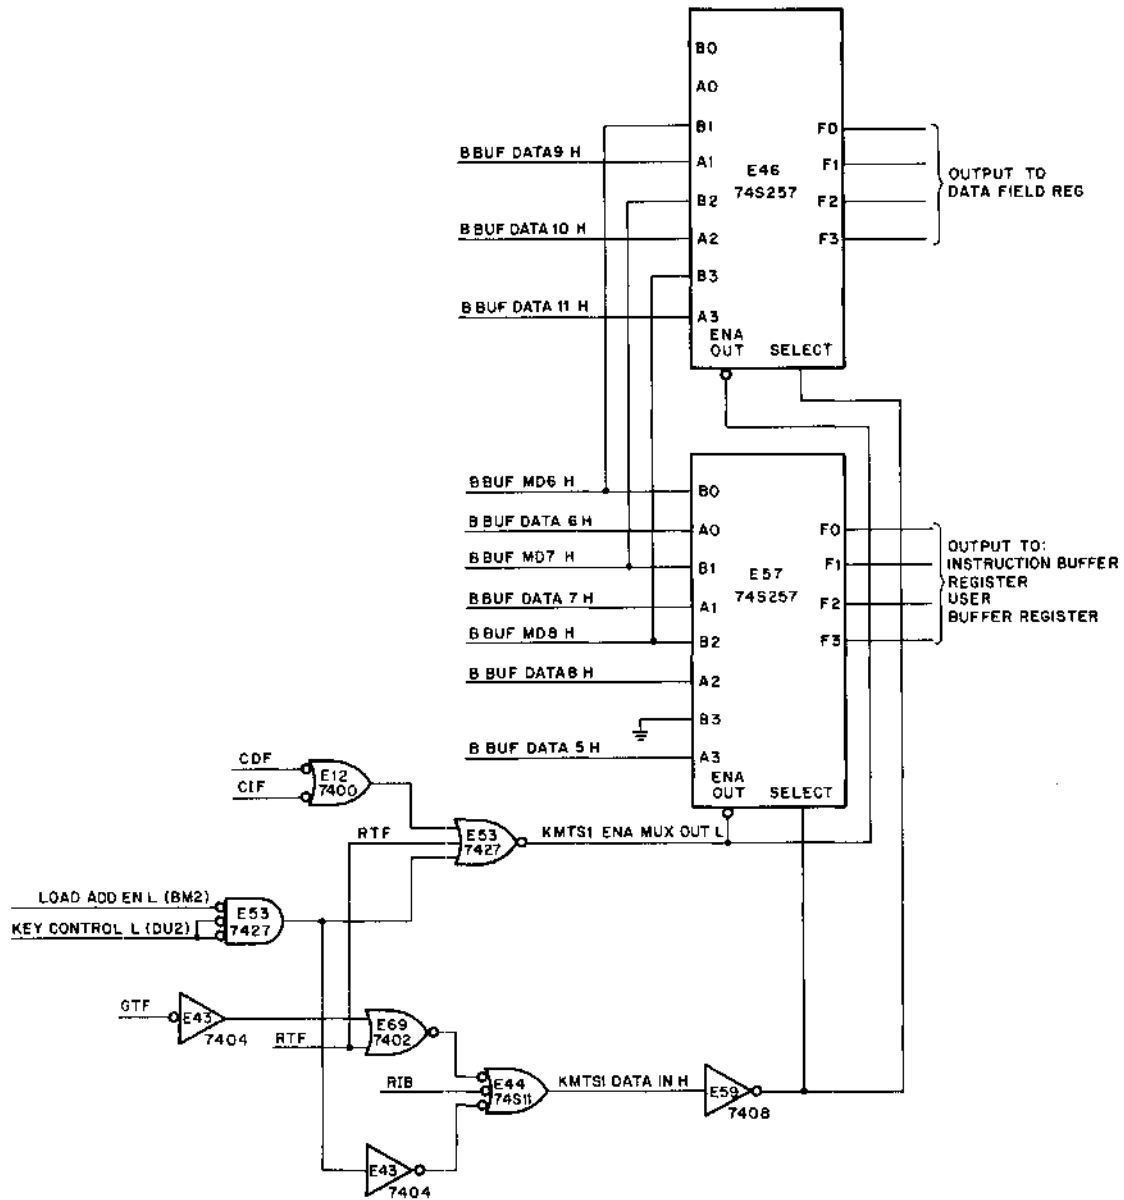 B0
A0
B1
B BUF DATA9 H
A1
B2
B BUF DATA 10 H
A2
B3
B BUF DATA 11 H
A3
E46
74S257
F0
F1
F2
F3
ENA
OUT
SELECT
OUTPUT TO
DATA FIELD REG
B BUF MD6 H
B0
B BUF DATA 6 H
A0
B BUF MD7 H
B1
B BUF DATA 7 H
A1
B BUF MD8 H
B2
B BUF DATA8 H
A2
B3
B BUF DATA 5 H
A3
E57
74S257
F0
F1
F2
F3
ENA
OUT
SELECT
OUTPUT TO:
INSTRUCTION BUFFER
REGISTER
USER
BUFFER REGISTER
CDF
CIF
E12
7400
RTF
E53
7427
KMTS1 ENA MUX OUT L
LOAD ADD EN L (BM2)
KEY CONTROL L (DU2)
E53
7427
GTF
E43
7404
RTF
E69
7402
RIB
E44
74S11
KMTS1 DATA IN H
E59
7408
E43
7404